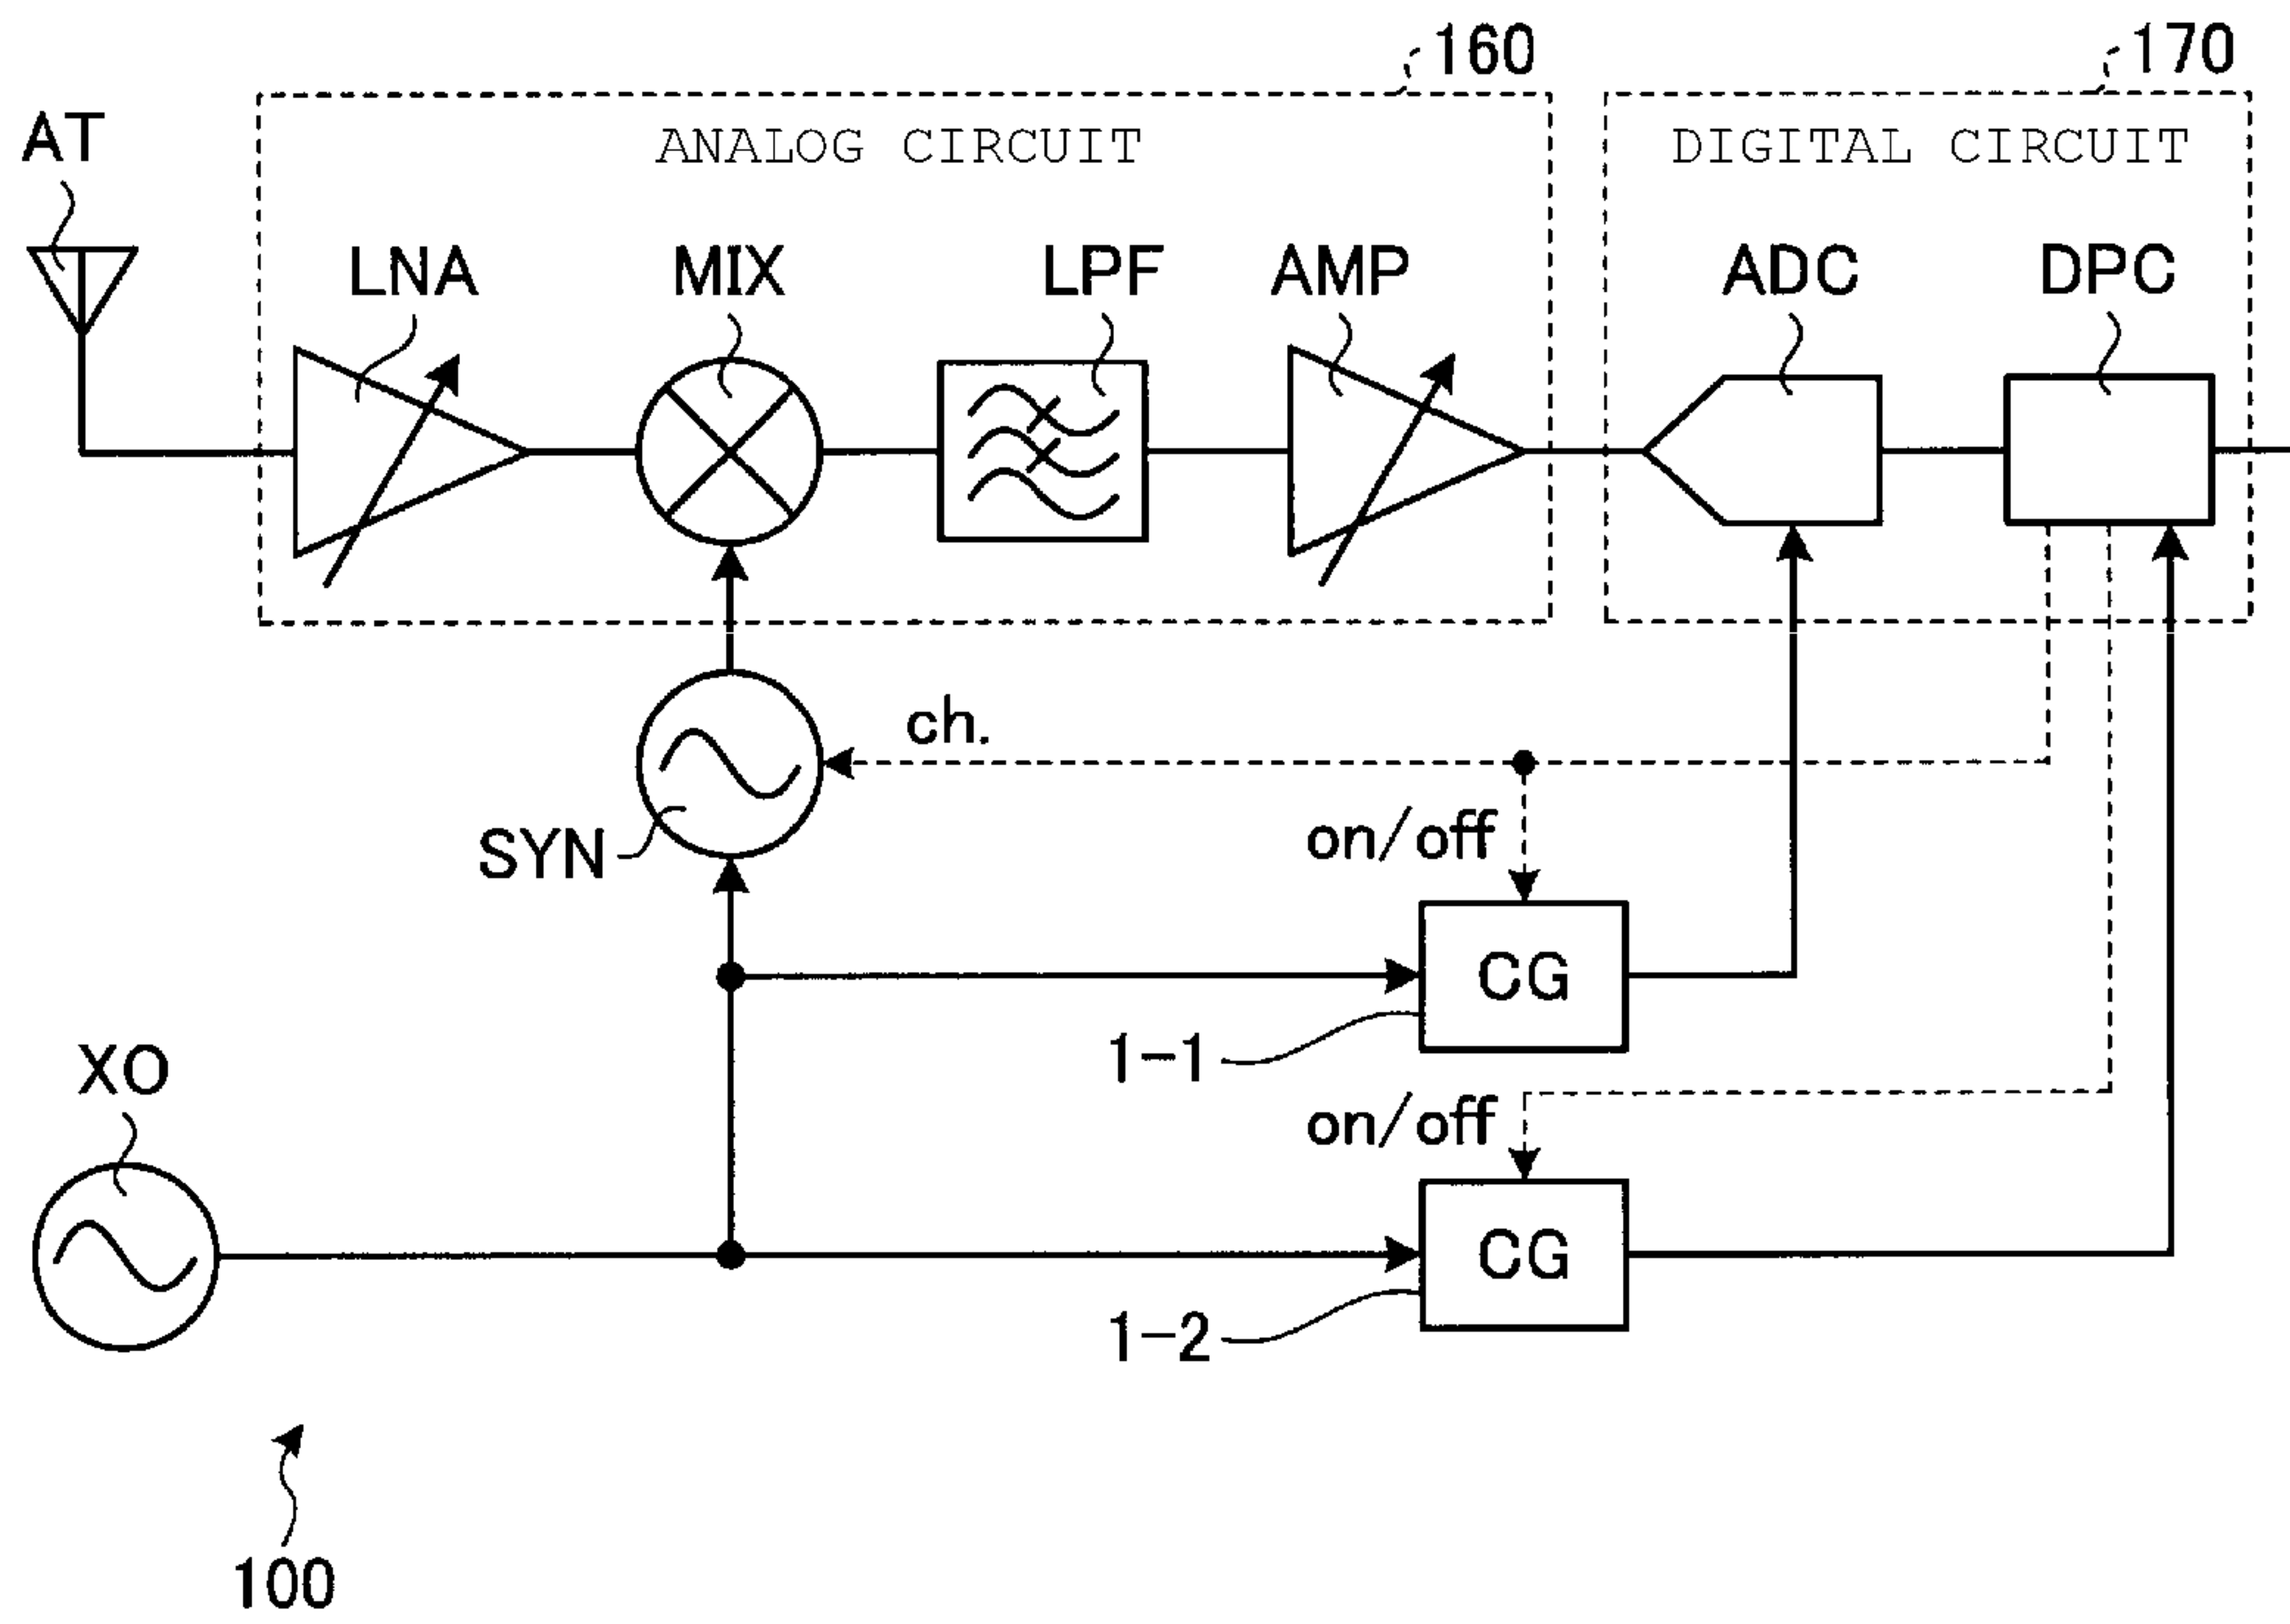 160
170
AT
ANALOG CIRCUIT
DIGITAL CIRCUIT
LNA
MIX
LPF
AMP
ADC
DPC
ch.
on/off
SYN
CG
1-1
XO
on/off
CG
1-2
100